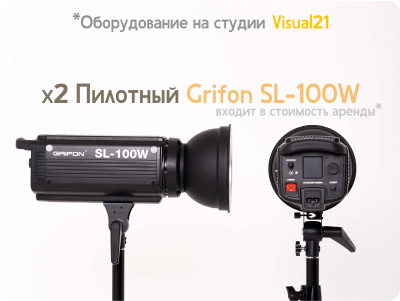 *Оборудование на студии Visual21
x2 Пилотный Grifon SL-100W
входит в стоимость аренды*
GRIFON SL-100W